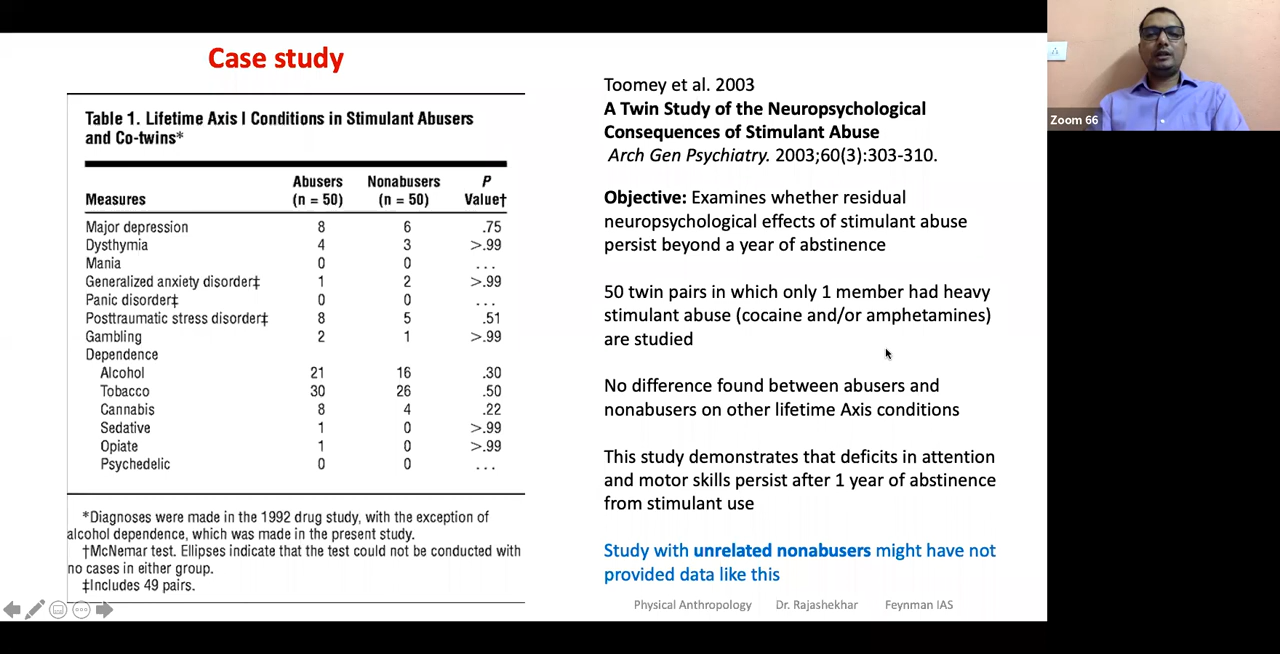 Case study
Table 1. Lifetime Axis I Conditions in Stimulant Abusers
and Co-twins*
Measures Abusers (n = 50) Nonabusers (n = 50) P Value†
Major depression 8 6 .75
Dysthymia 4 3 >.99
Mania 0 0 . . .
Generalized anxiety disorder‡ 1 2 >.99
Panic disorder‡ 0 0 . . .
Posttraumatic stress disorder‡ 8 5 .51
Gambling 2 1 >.99
Dependence
Alcohol 21 16 .30
Tobacco 30 26 .50
Cannabis 8 4 .22
Sedative 1 0 >.99
Opiate 1 0 >.99
Psychedelic 0 0 . . .
*Diagnoses were made in the 1992 drug study, with the exception of
alcohol dependence, which was made in the present study.
†McNemar test. Ellipses indicate that the test could not be conducted with
no cases in either group.
‡Includes 49 pairs.
Toomey et al. 2003
A Twin Study of the Neuropsychological
Consequences of Stimulant Abuse
Arch Gen Psychiatry. 2003;60(3):303-310.
Objective: Examines whether residual
neuropsychological effects of stimulant abuse
persist beyond a year of abstinence
50 twin pairs in which only 1 member had heavy
stimulant abuse (cocaine and/or amphetamines)
are studied
No difference found between abusers and
nonabusers on other lifetime Axis conditions
This study demonstrates that deficits in attention
and motor skills persist after 1 year of abstinence
from stimulant use
Study with unrelated nonabusers might have not
provided data like this
Physical Anthropology Dr. Rajashekhar Feynman IAS
Zoom 66